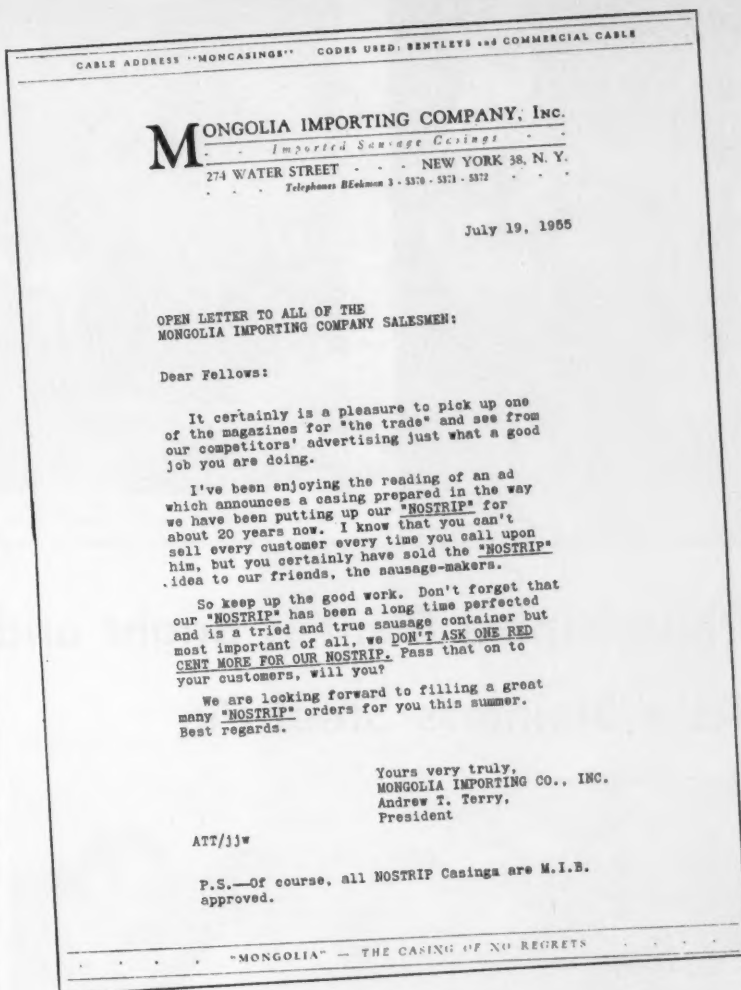 CABLE ADDRESS "MONCASINGS" CODES USED: BENTLEYS and COMMERCIAL CABLE
MONGOLIA IMPORTING COMPANY, INC.
Imported Sausage Casings
274 WATER STREET - - - NEW YORK 38, N. Y.
Telephones BEekman 3 - 5370 - 5371 - 5372
July 19, 1955
OPEN LETTER TO ALL OF THE
MONGOLIA IMPORTING COMPANY SALESMEN:
Dear Fellows:
It certainly is a pleasure to pick up one
of the magazines for "the trade" and see from
our competitors' advertising just what a good
job you are doing.
I've been enjoying the reading of an ad
which announces a casing prepared in the way
we have been putting up our "NOSTRIP" for
about 20 years now. I know that you can't
sell every customer every time you call upon
him, but you certainly have sold the "NOSTRIP"
idea to our friends, the sausage-makers.
So keep up the good work. Don't forget that
our "NOSTRIP" has been a long time perfected
and is a tried and true sausage container but
most important of all, we DON'T ASK ONE RED
CENT MORE FOR OUR NOSTRIP. Pass that on to
your customers, will you?
We are looking forward to filling a great
many "NOSTRIP" orders for you this summer.
Best regards.
Yours very truly,
MONGOLIA IMPORTING CO., INC.
Andrew T. Terry,
President
ATT/jjw
P.S.—Of course, all NOSTRIP Casings are M.I.B.
approved.
"MONGOLIA" — THE CASING OF NO REGRETS